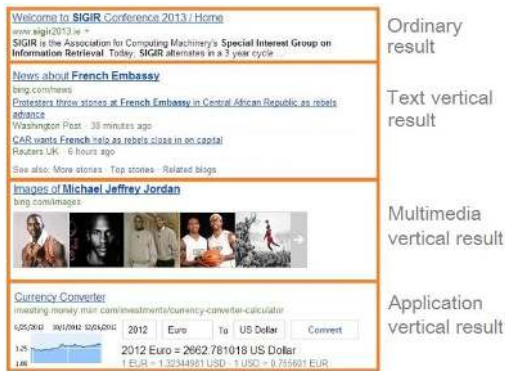 Welcome to SIGIR Conference 2013 / Home
www.sigir2013.ie
SIGIR is the Association for Computing Machinery's Special Interest Group on
Information Retrieval. Today, SIGIR alternates in a 3 year cycle ...
Ordinary
result
News about French Embassy
bing.com/news
Protesters throw stones at French Embassy in Central African Republic as rebels
advance
Washington Post · 38 minutes ago
CAR wants French help as rebels close in on capital
Reuters UK · 6 hours ago
See also: More stories · Top stories · Related blogs
Text vertical
result
Images of Michael Jeffrey Jordan
bing.com/images
Multimedia
vertical result
Currency Converter
investing.money.msn.com/investments/currency-converter-calculator
2012 Euro To US Dollar Convert
1.25
2012 Euro = 2662.781018 US Dollar
1 EUR = 1.32344981 USD · 1 USD = 0.755601 EUR
Application
vertical result